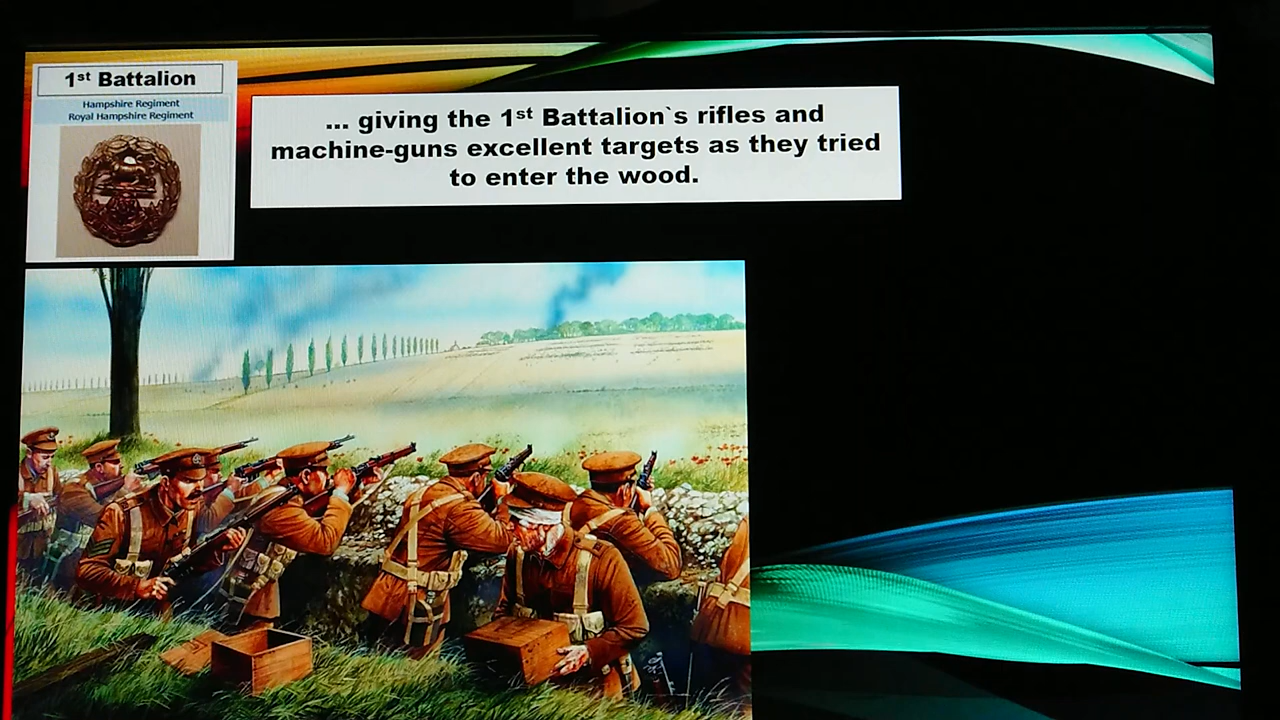 1st Battalion
Hampshire Regiment
Royal Hampshire Regiment
... giving the 1st Battalion`s rifles and
machine-guns excellent targets as they tried
to enter the wood.